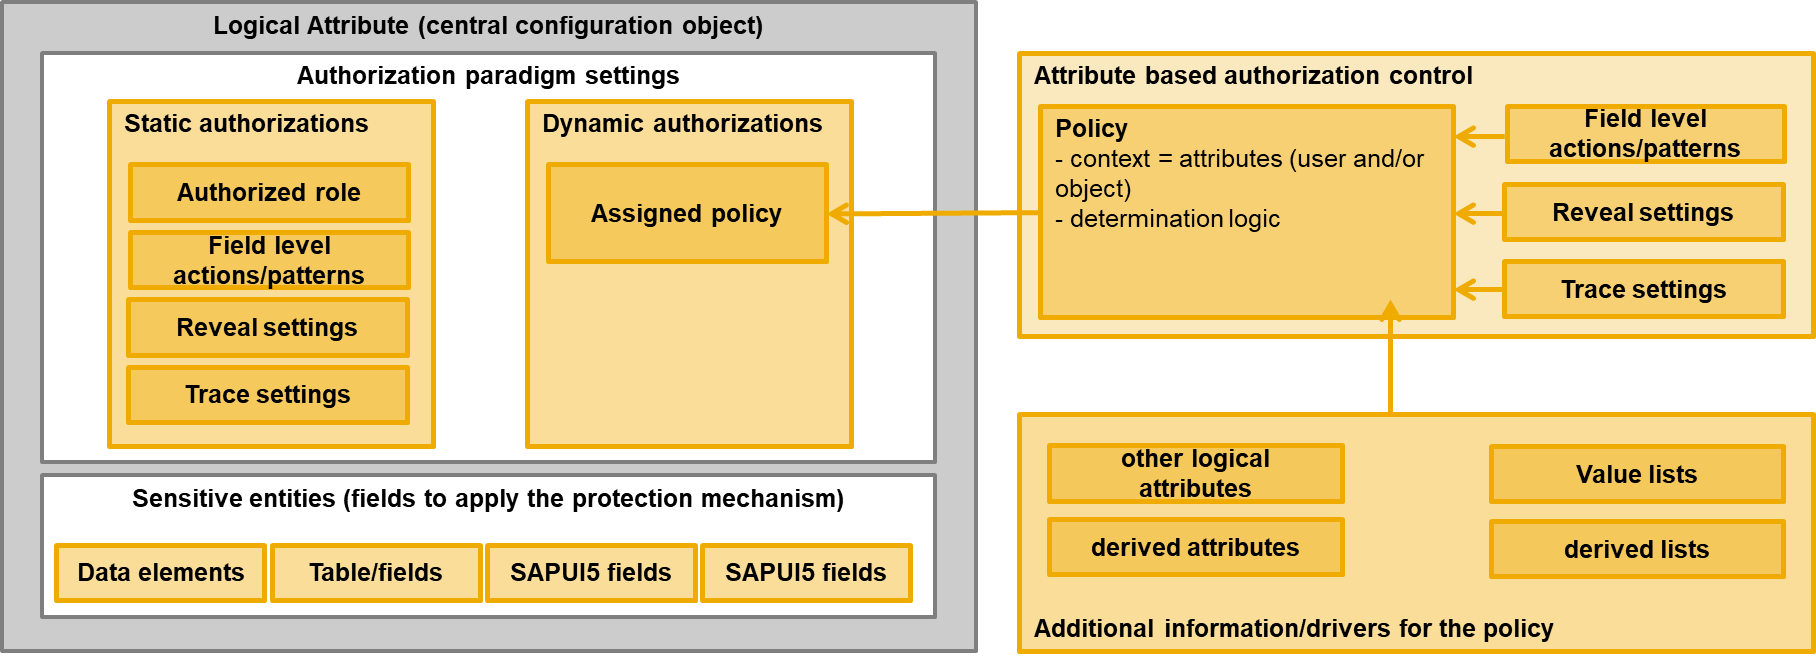 Logical Attribute (central configuration object)
Authorization paradigm settings
Static authorizations
Authorized role
Field level
actions/patterns
Reveal settings
Trace settings
Dynamic authorizations
Assigned policy
Sensitive entities (fields to apply the protection mechanism)
Data elements
Table/fields
SAPUI5 fields
SAPUI5 fields
Attribute based authorization control
Policy
- context = attributes (user and/or
object)
- determination logic
Field level
actions/patterns
Reveal settings
Trace settings
other logical
attributes
Value lists
derived attributes
derived lists
Additional information/drivers for the policy